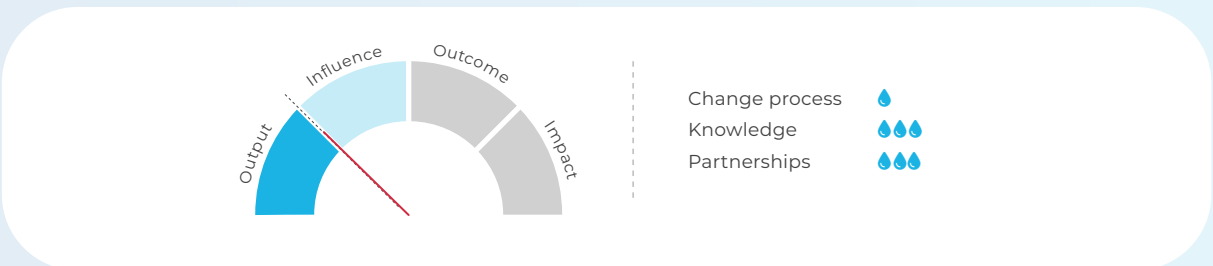 Output
Influence
Outcome
Impact
Change process
Knowledge
Partnerships